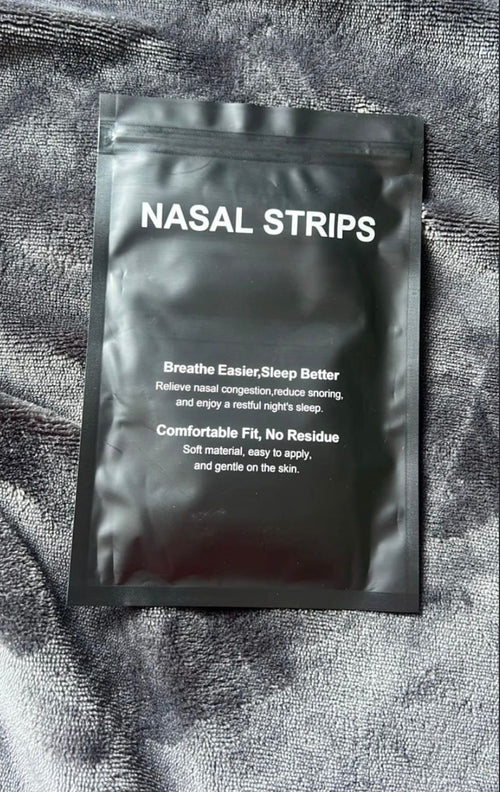 NASAL STRIPS
Breathe Easier,Sleep Better
Relieve nasal congestion,reduce snoring,
and enjoy a restful night's sleep.
Comfortable Fit, No Residue
Soft material, easy to apply,
and gentle on the skin.